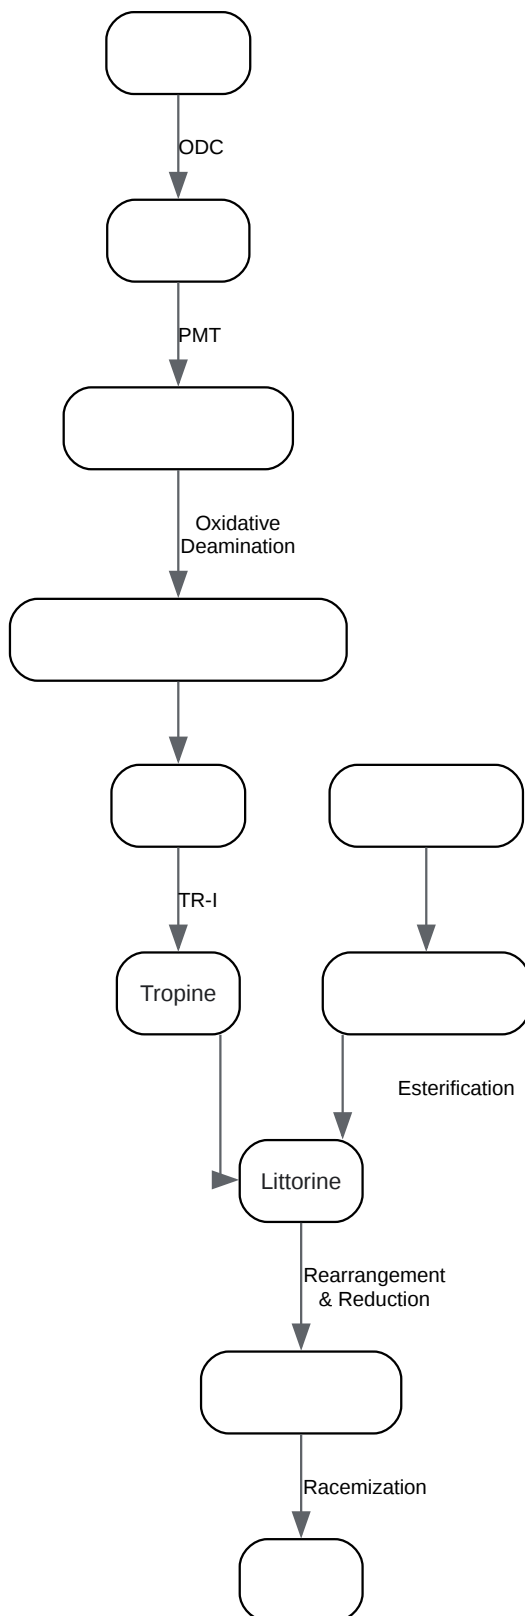 ODC
PMT
Oxidative
Deamination
TR-I
Tropine
Esterification
Littorine
Rearrangement
& Reduction
Racemization